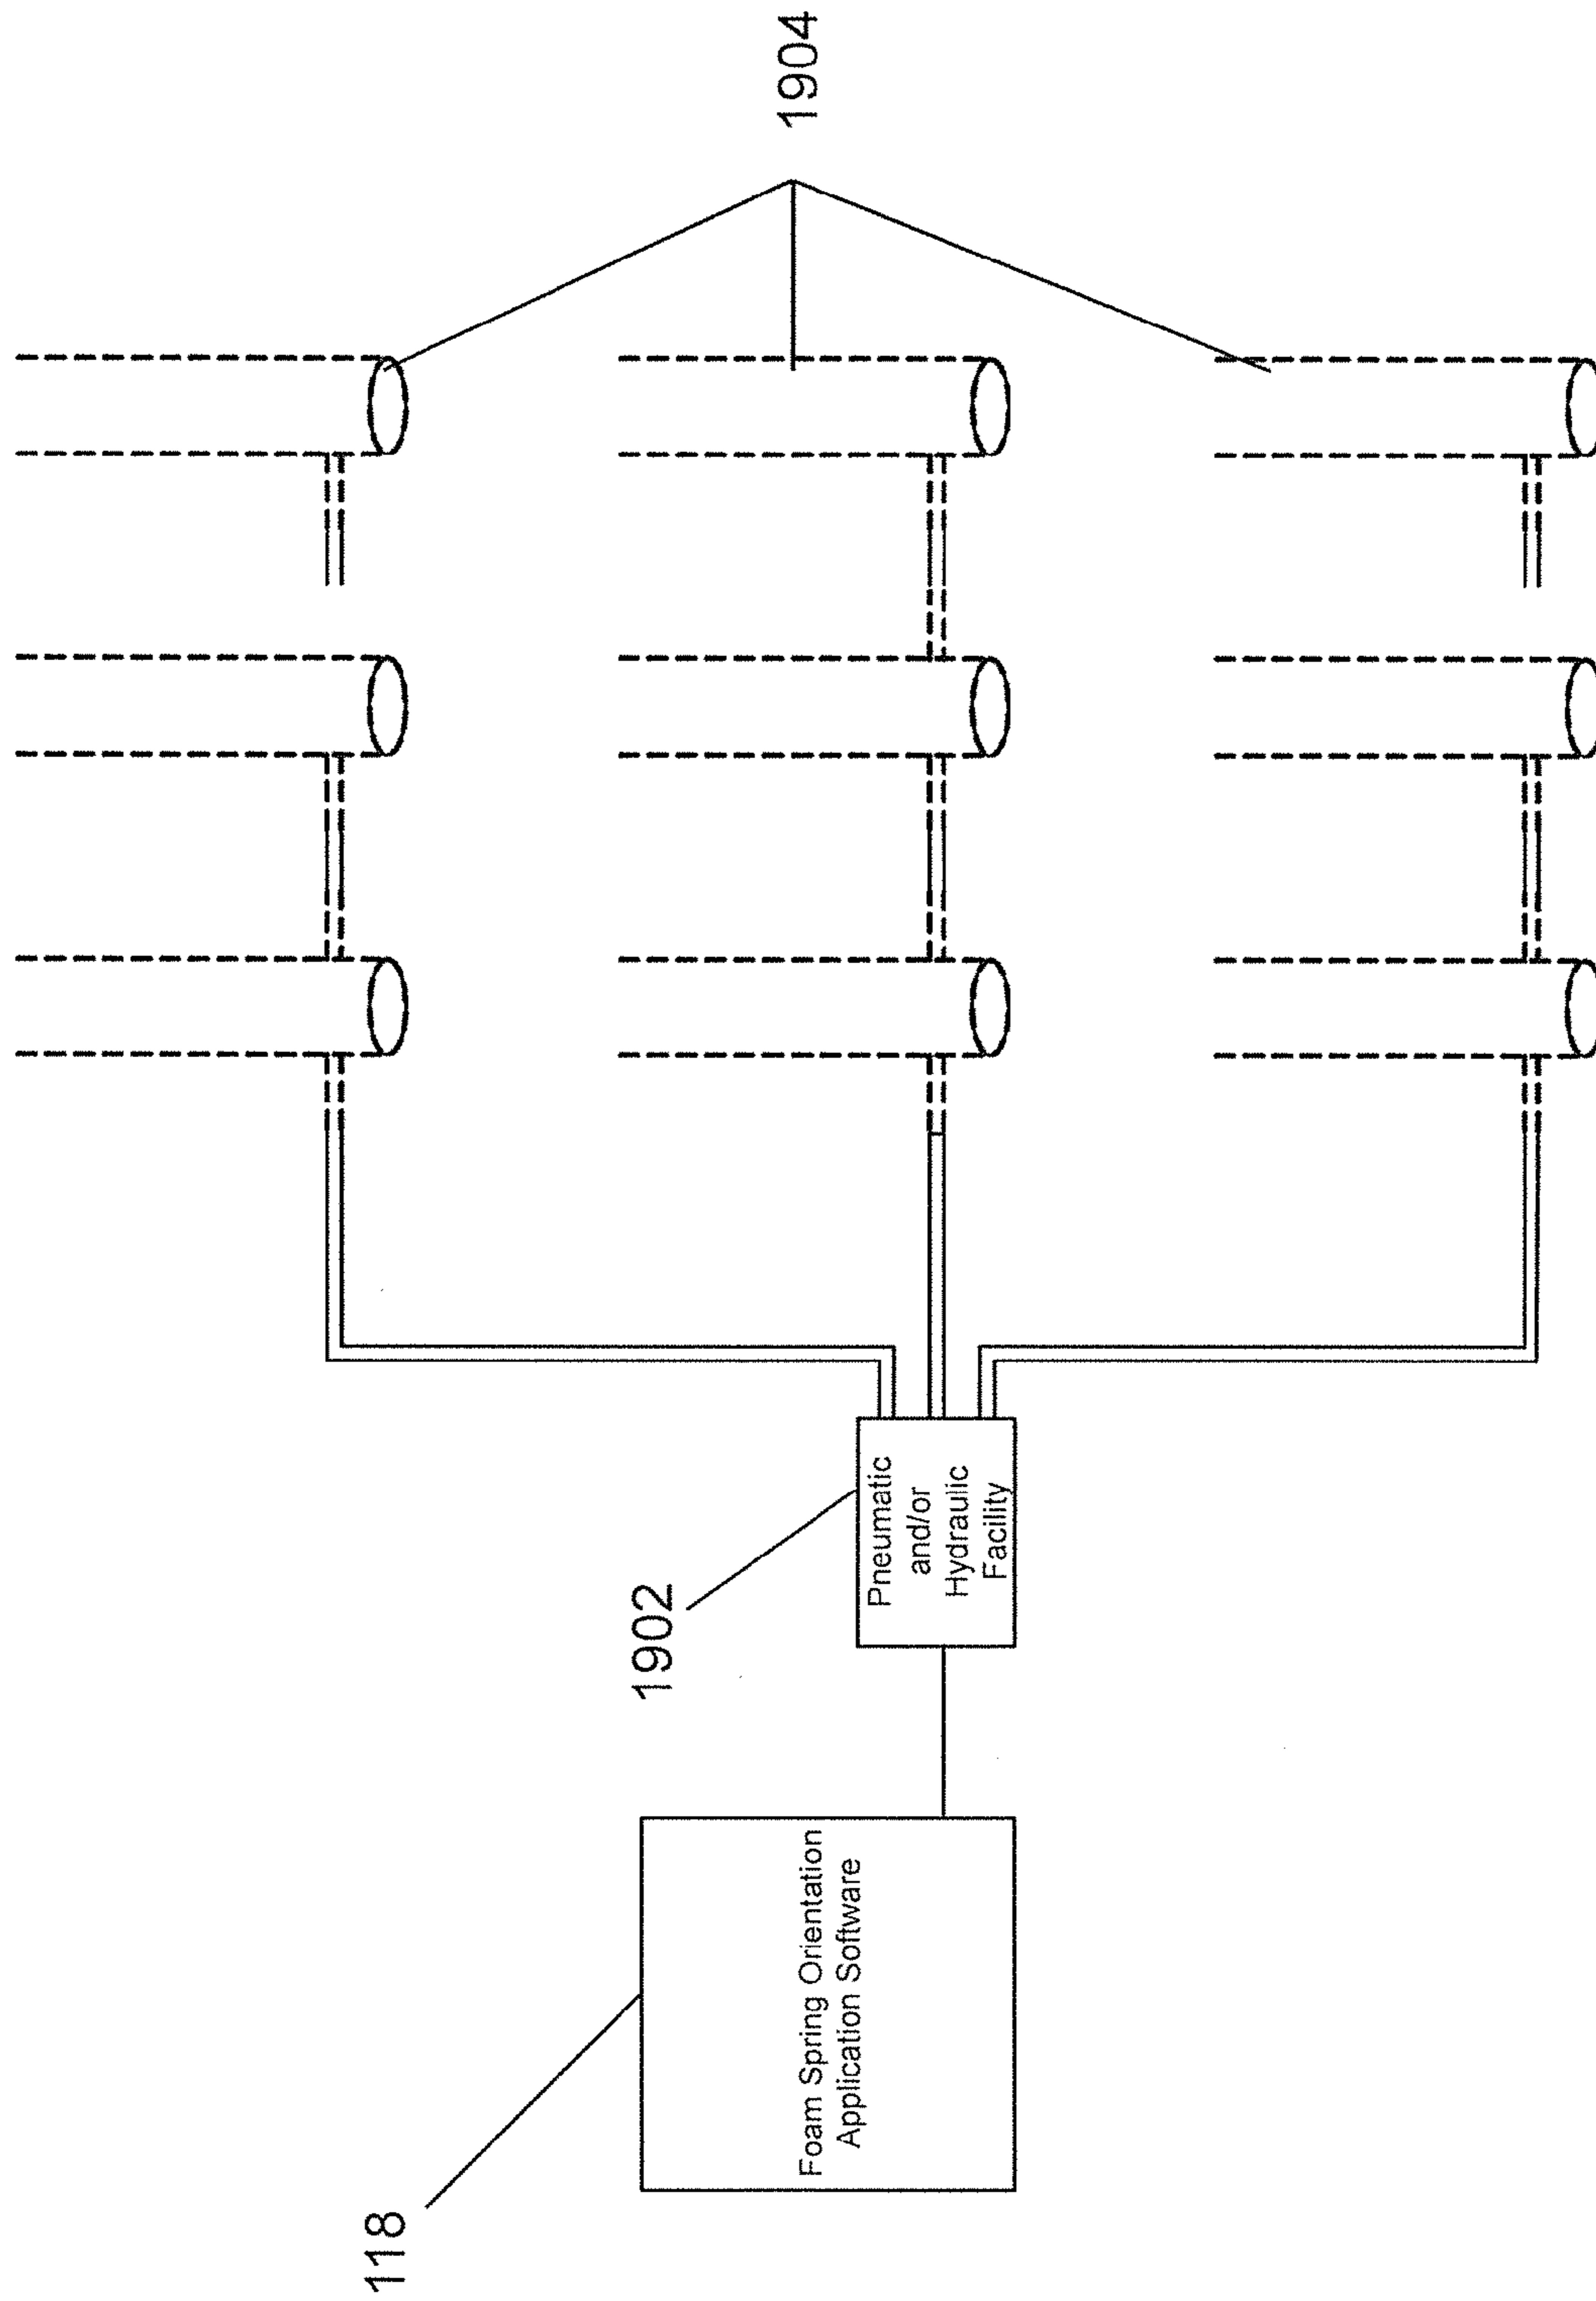 118
Foam Spring Orientation
Application Software
1902
Pneumatic
and/or
Hydraulic
Facility
1904